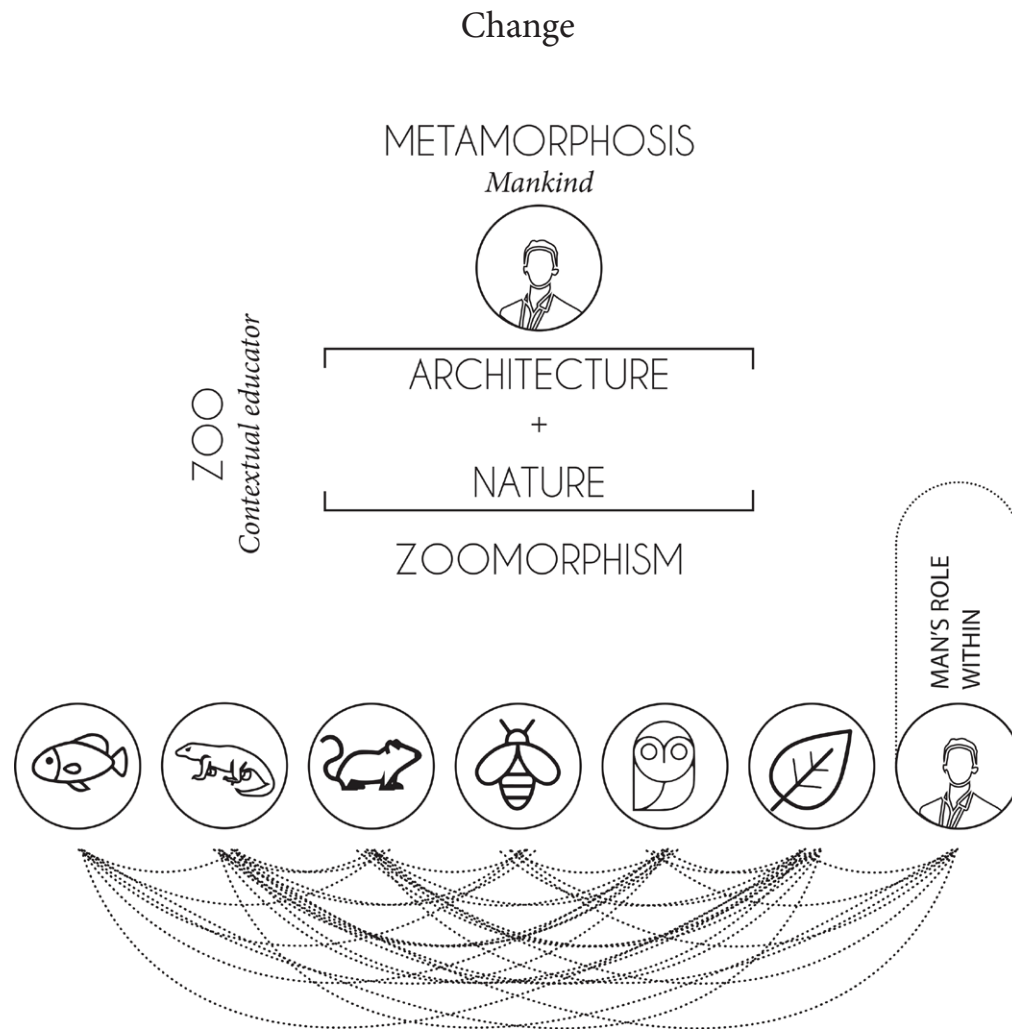 Change
METAMORPHOSIS
Mankind
ZOO
Contextual educator
ARCHITECTURE
+
NATURE
ZOOMORPHISM
MAN'S ROLE
WITHIN